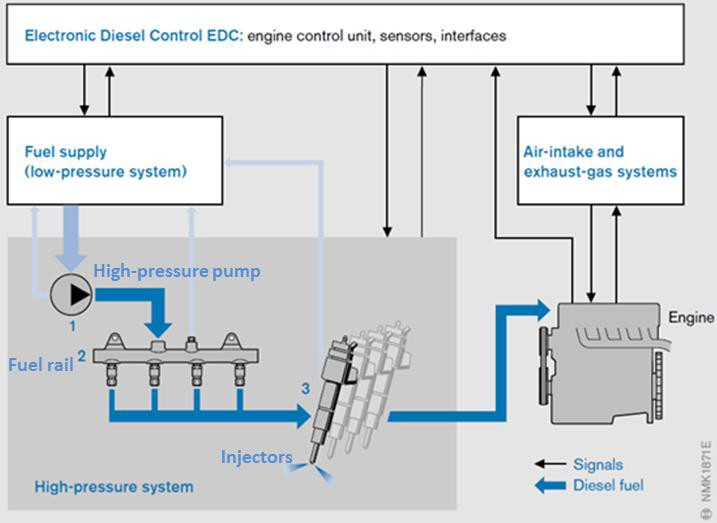 Electronic Diesel Control EDC: engine control unit, sensors, interfaces
Fuel supply
(low-pressure system)
Air-intake and
exhaust-gas systems
High-pressure pump
1
Engine
Fuel rail 2
3
Injectors
Signals
High-pressure system
Diesel fuel
NMK1871E